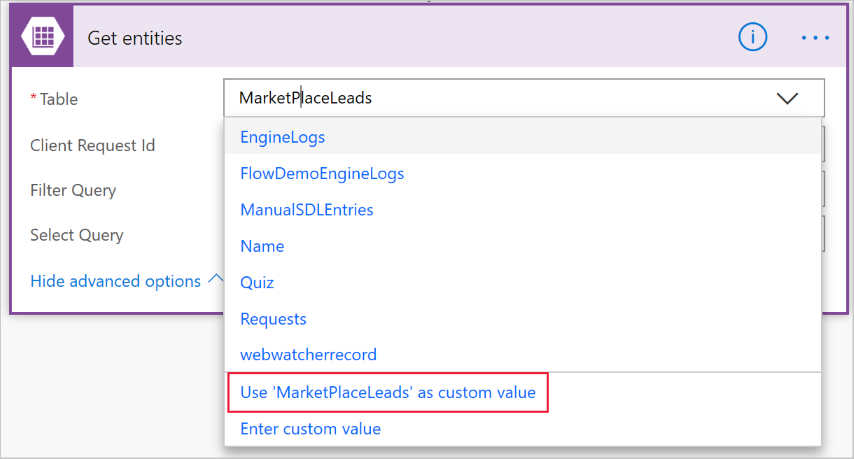 Get entities
* Table
MarketPlaceLeads
Client Request Id
Filter Query
Select Query
Hide advanced options
EngineLogs
FlowDemoEngineLogs
ManualSDLEntries
Name
Quiz
Requests
webwatcherrecord
Use 'MarketPlaceLeads' as custom value
Enter custom value